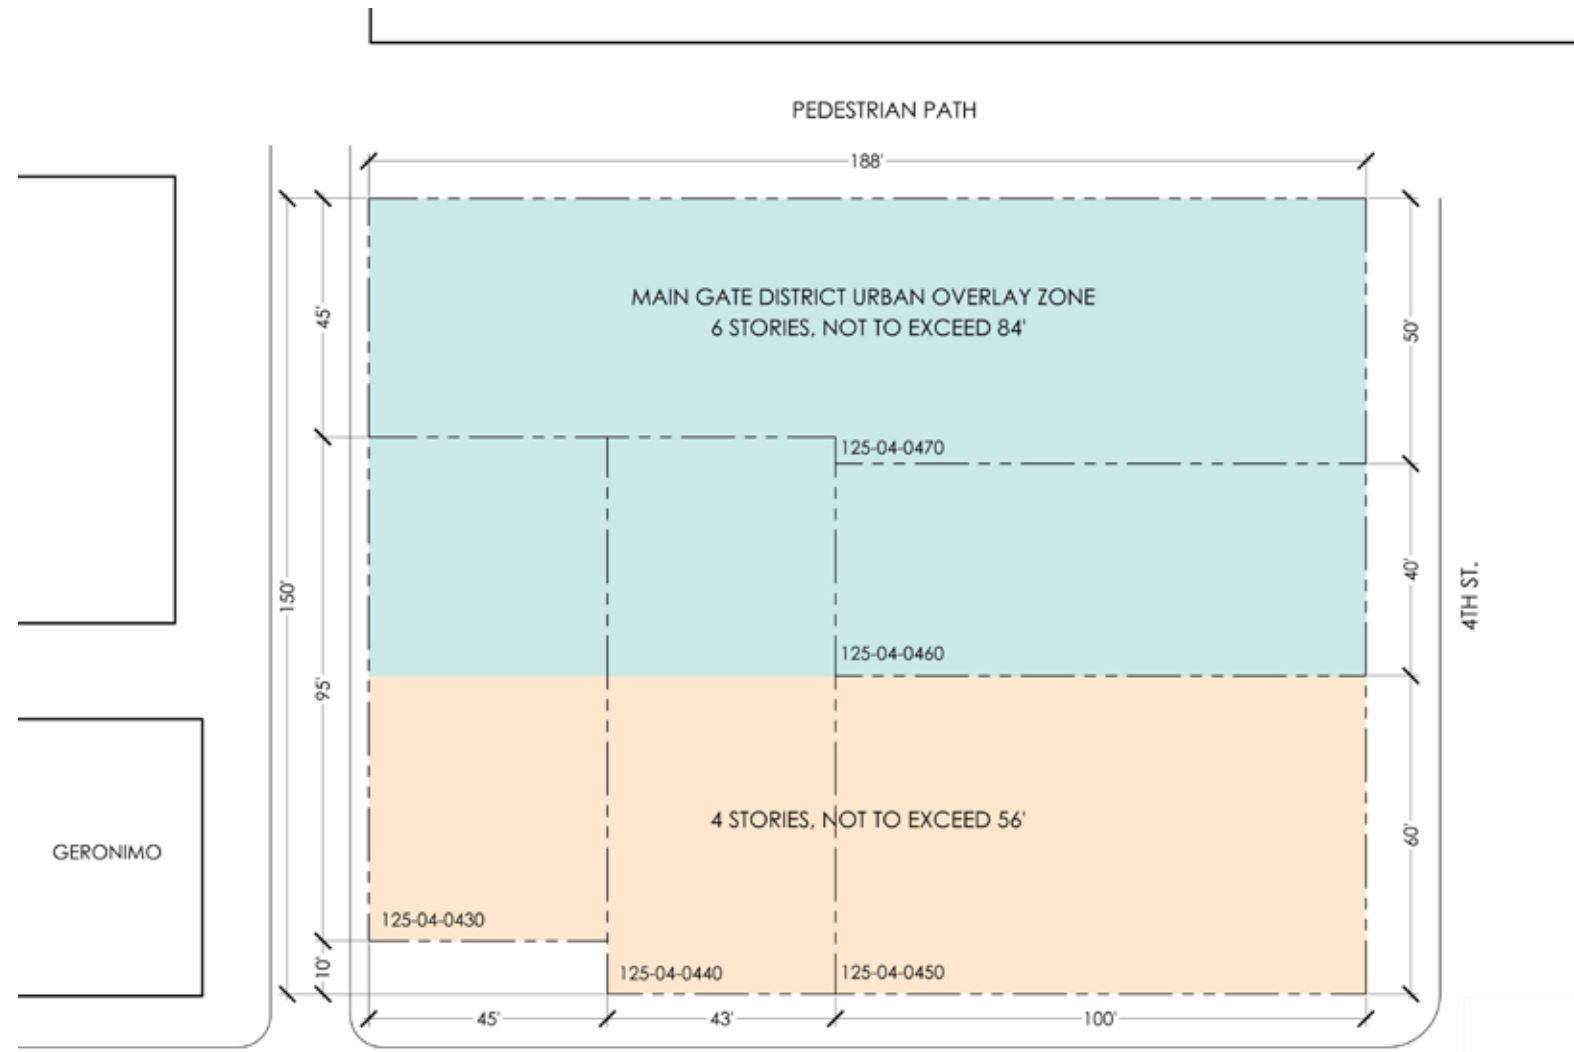 PEDESTRIAN PATH
188'
MAIN GATE DISTRICT URBAN OVERLAY ZONE
6 STORIES, NOT TO EXCEED 84'
45'
50'
125-04-0470
150'
40'
4TH ST.
125-04-0460
95'
4 STORIES, NOT TO EXCEED 56'
60'
GERONIMO
125-04-0430
10'
125-04-0440
125-04-0450
45'
43'
100'